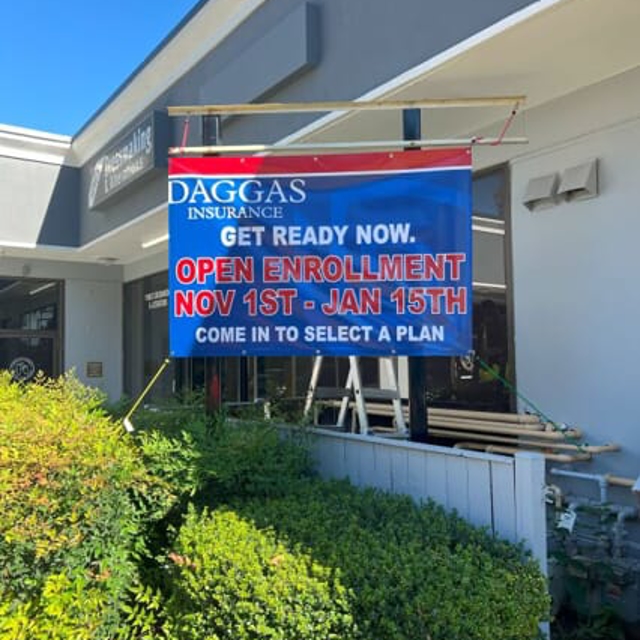 DAGGAS
INSURANCE
GET READY NOW.
OPEN ENROLLMENT
NOV 1ST - JAN 15TH
COME IN TO SELECT A PLAN